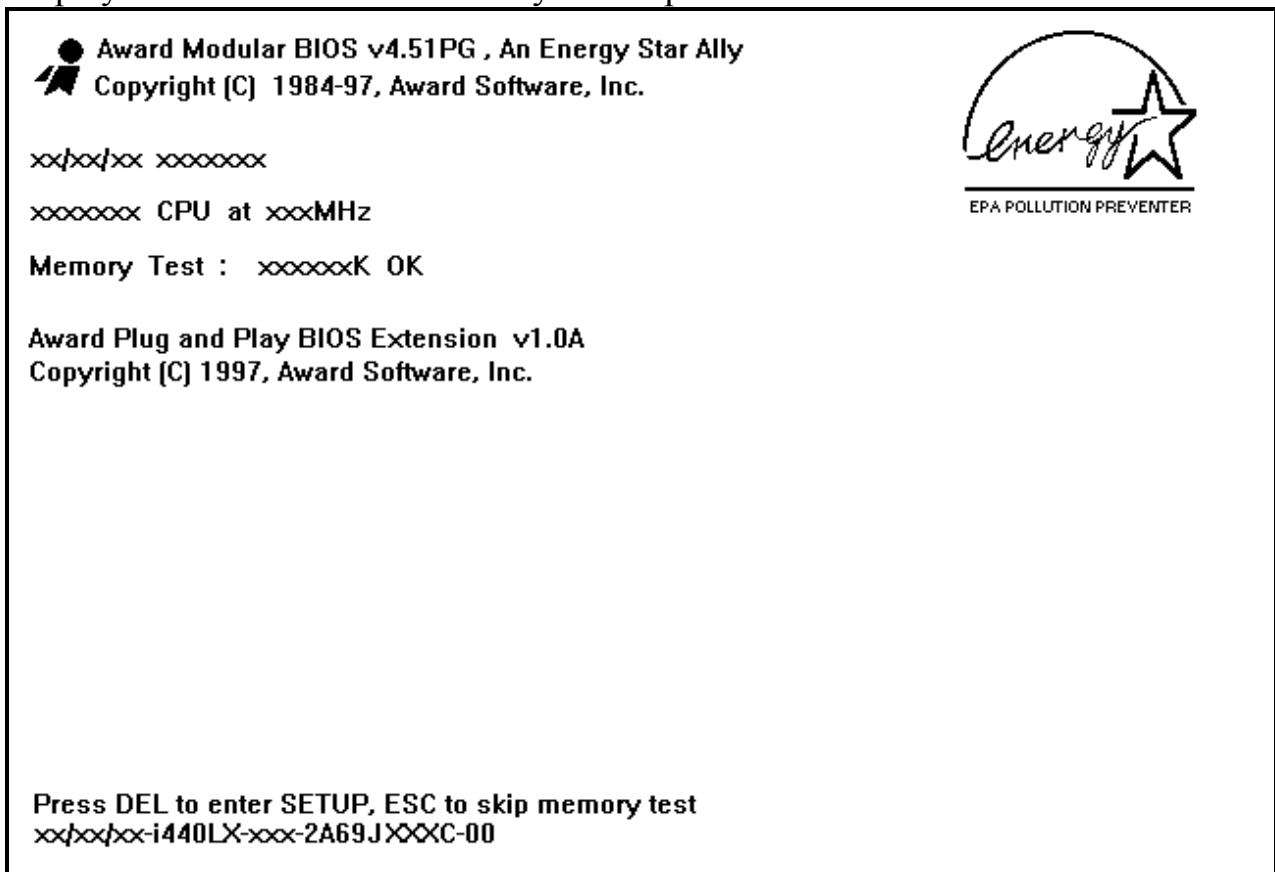 Award Modular BIOS v4.51PG , An Energy Star Ally
Copyright (C) 1984-97, Award Software, Inc.
energy
EPA POLLUTION PREVENTER
xx/xx/xx xxxxxxx
xxxxxxx CPU at xxxMHz
Memory Test : xxxxxxK OK
Award Plug and Play BIOS Extension v1.0A
Copyright (C) 1997, Award Software, Inc.
Press DEL to enter SETUP, ESC to skip memory test
xx/xx/xx-i440LX-xxx-2A69JXXXC-00